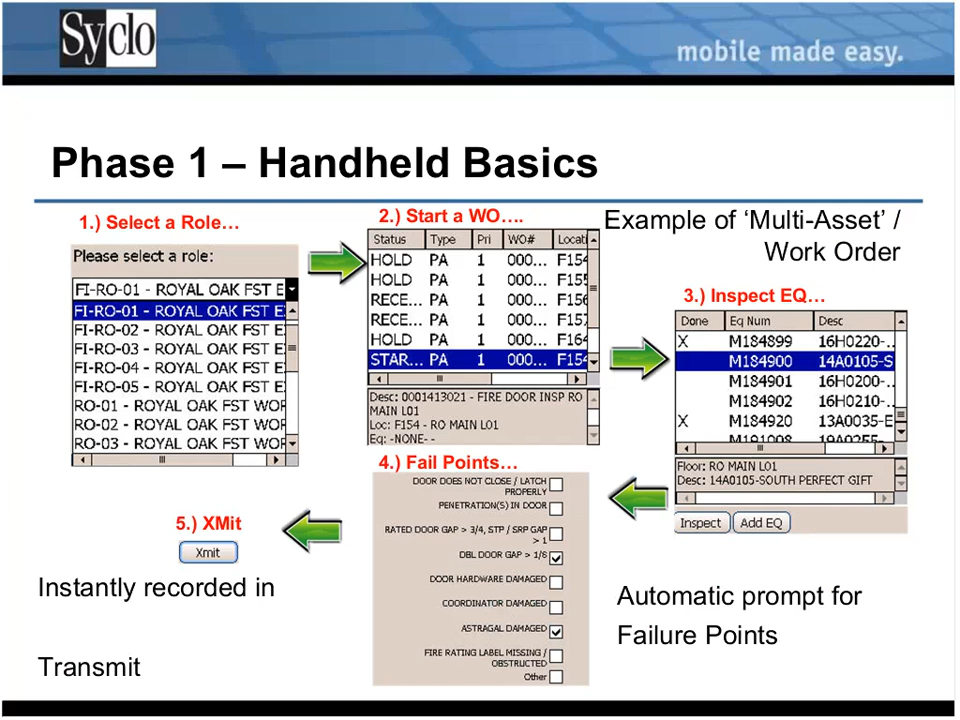 Syclo
mobile made easy.
Phase 1 – Handheld Basics
1.) Select a Role…
Please select a role:
FI-RO-01 - ROYAL OAK FST E
FI-RO-01 - ROYAL OAK FST E
FI-RO-02 - ROYAL OAK FST E
FI-RO-03 - ROYAL OAK FST E
FI-RO-04 - ROYAL OAK FST E
FI-RO-05 - ROYAL OAK FST E
RO-01 - ROYAL OAK FST WOR
RO-02 - ROYAL OAK FST WOR
RO-03 - ROYAL OAK FST WOR
2.) Start a WO….
Status Type Pri WO# Locati
HOLD PA 1 000... F154
HOLD PA 1 000... F155
RECE... PA 1 000... F156
RECE... PA 1 000... F157
HOLD PA 1 000... F164
STAR... PA 1 000... F154
Desc: 0001413021 - FIRE DOOR INSP RO
MAIN L01
Loc: F154 - RO MAIN L01
Eq: -NONE- -
Example of ‘Multi-Asset’ /
Work Order
3.) Inspect EQ…
Done Eq Num Desc
X M184899 16H0220-..
M184900 14A0105-S
M184901 16H0200-..
M184902 16H0210-..
X M184920 13A0035-E
Floor: RO MAIN L01
Desc: 14A0105-SOUTH PERFECT GIFT
Inspect Add EQ
4.) Fail Points…
DOOR DOES NOT CLOSE / LATCH
PROPERLY
PENETRATION(S) IN DOOR
RATED DOOR GAP > 3/4, STP / SRP GAP
> 1
DBL DOOR GAP > 1/8
DOOR HARDWARE DAMAGED
COORDINATOR DAMAGED
ASTRAGAL DAMAGED
FIRE RATING LABEL MISSING /
OBSTRUCTED
Other
5.) XMit
Xmit
Instantly recorded in
Transmit
Automatic prompt for
Failure Points